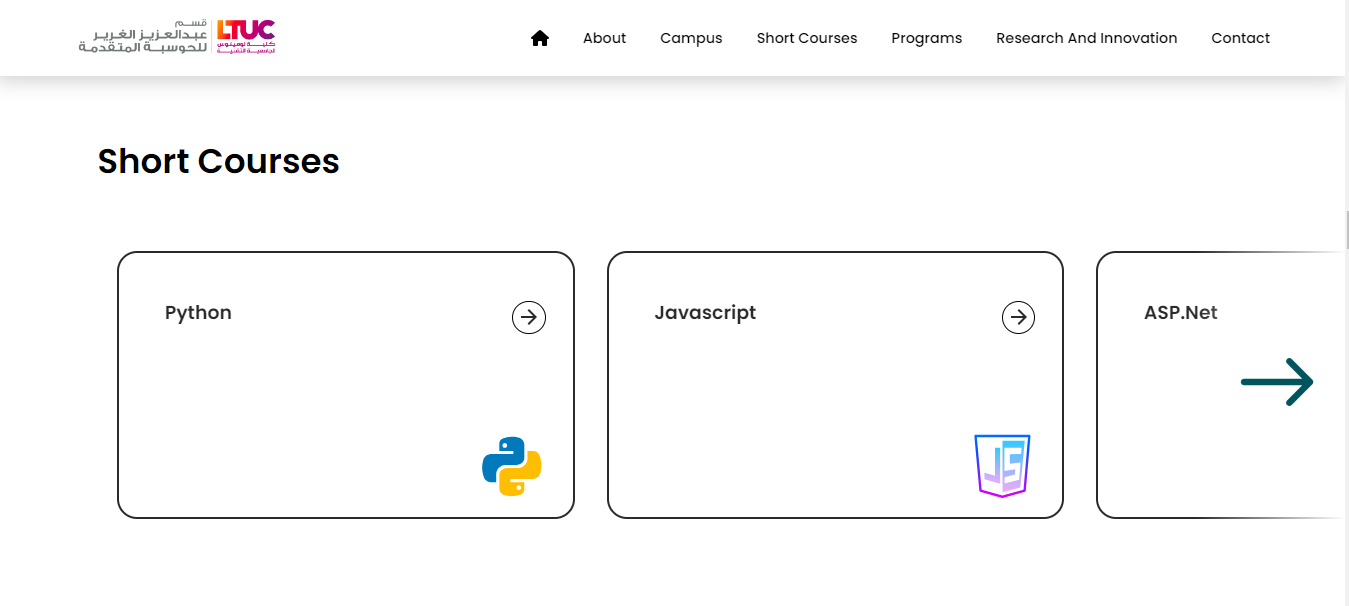 قسم
عبدالعزيز الغرير
للحوسبة المتقدمة
LTUC
كلية لومينوس
الجامعية التقنية
About
Campus
Short Courses
Programs
Research And Innovation
Contact
Short Courses
Python
Javascript
ASP.Net
JS